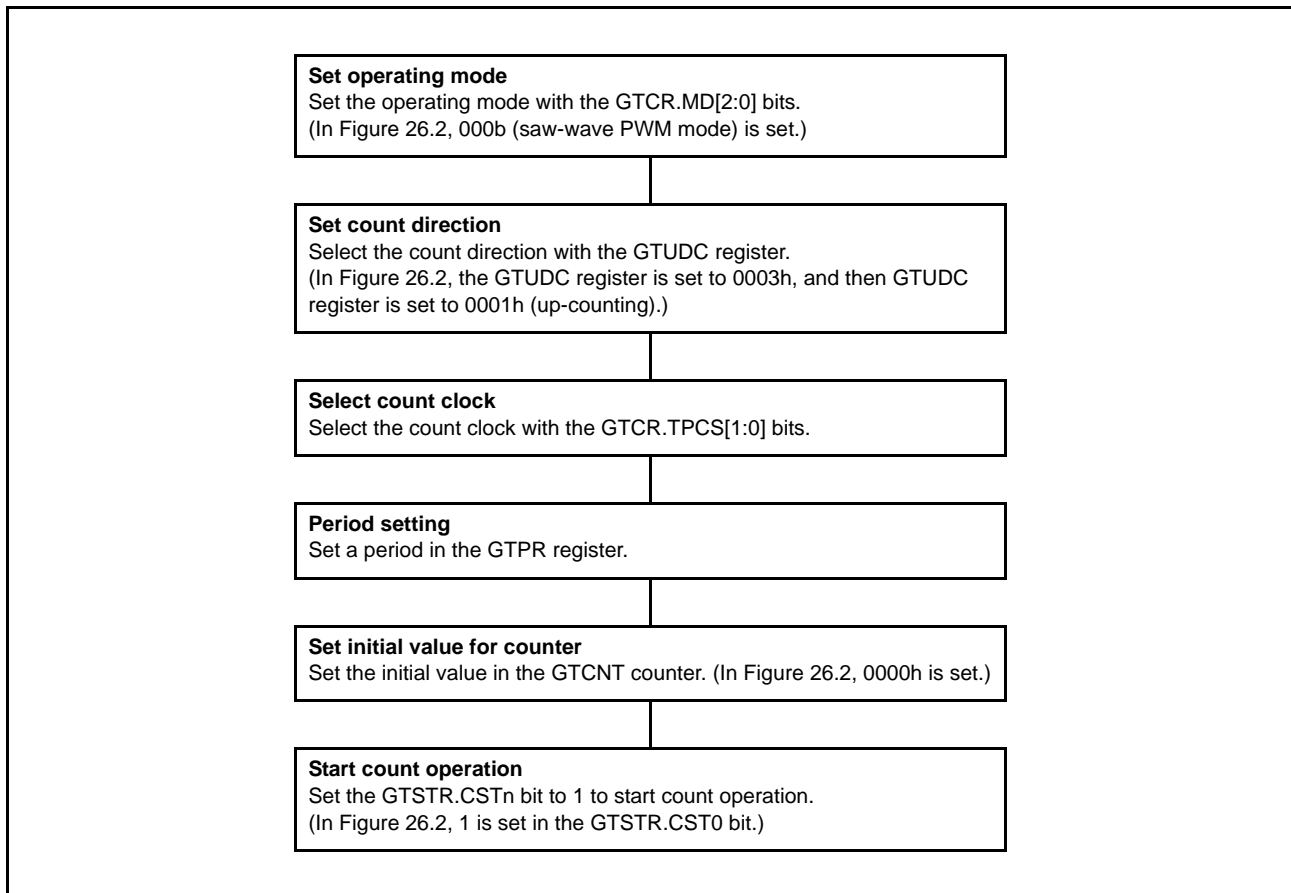 Set operating mode
Set the operating mode with the GTCR.MD[2:0] bits.
(In Figure 26.2, 000b (saw-wave PWM mode) is set.)
Set count direction
Select the count direction with the GTUDC register.
(In Figure 26.2, the GTUDC register is set to 0003h, and then GTUDC
register is set to 0001h (up-counting).)
Select count clock
Select the count clock with the GTCR.TPCS[1:0] bits.
Period setting
Set a period in the GTPR register.
Set initial value for counter
Set the initial value in the GTCNT counter. (In Figure 26.2, 0000h is set.)
Start count operation
Set the GTSTR.CSTn bit to 1 to start count operation.
(In Figure 26.2, 1 is set in the GTSTR.CST0 bit.)